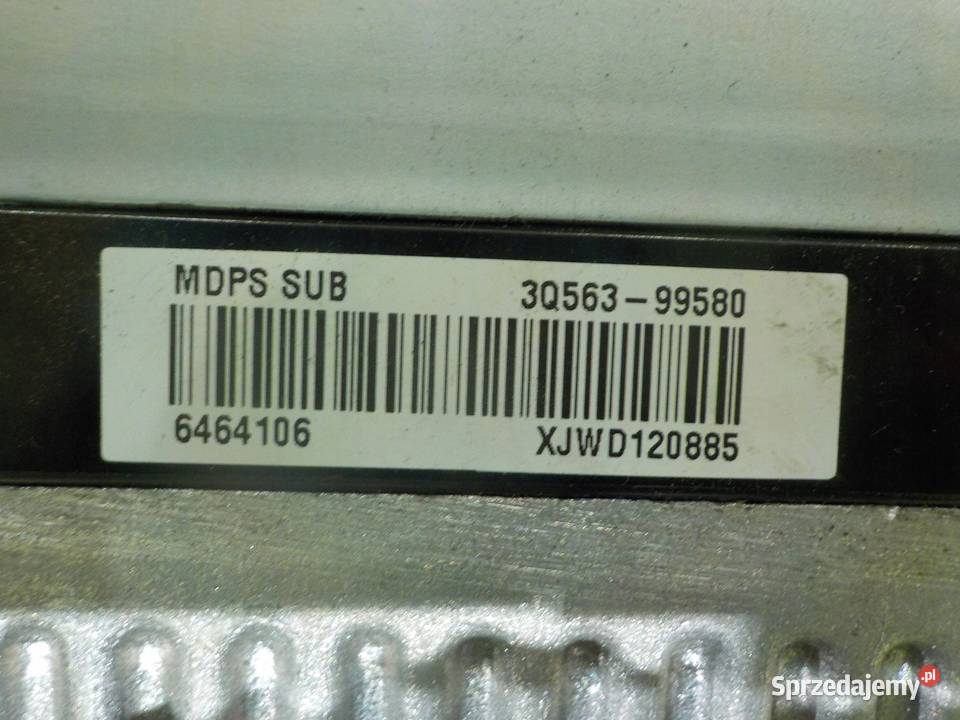 MDPS SUB 3Q563-99580
6464106 XJWD120885
Sprzedajemy.pl